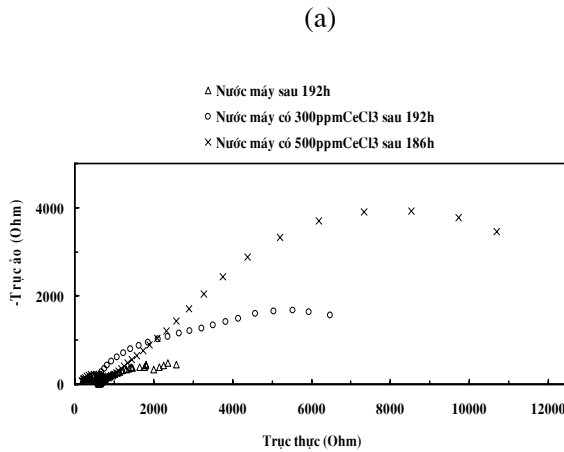 (a)
Nước máy sau 192h
Nước máy có 300ppmCeCl3 sau 192h
Nước máy có 500ppmCeCl3 sau 186h
-Trục ảo (Ohm)
4000
2000
0
0 2000 4000 6000 8000 10000 12000
Trục thực (Ohm)